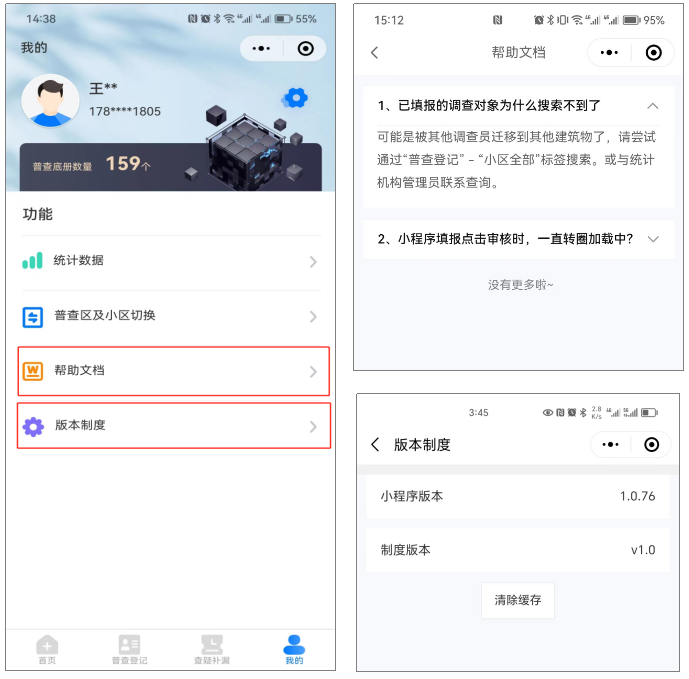 14:38
55%
我的
王**
178****1805
普查底册数量 159个
功能
统计数据
普查区及小区切换
帮助文档
版本制度
首页
普查登记
查疑补漏
我的
15:12
95%
帮助文档
1、已填报的调查对象为什么搜索不到了
可能是被其他调查员迁移到其他建筑物了，请尝试
通过“普查登记” – “小区全部”标签搜索。或与统计
机构管理员联系查询。
2、小程序填报点击审核时，一直转圈加载中?
没有更多啦~
3:45
2.8
K/s
版本制度
小程序版本 1.0.76
制度版本 v1.0
清除缓存